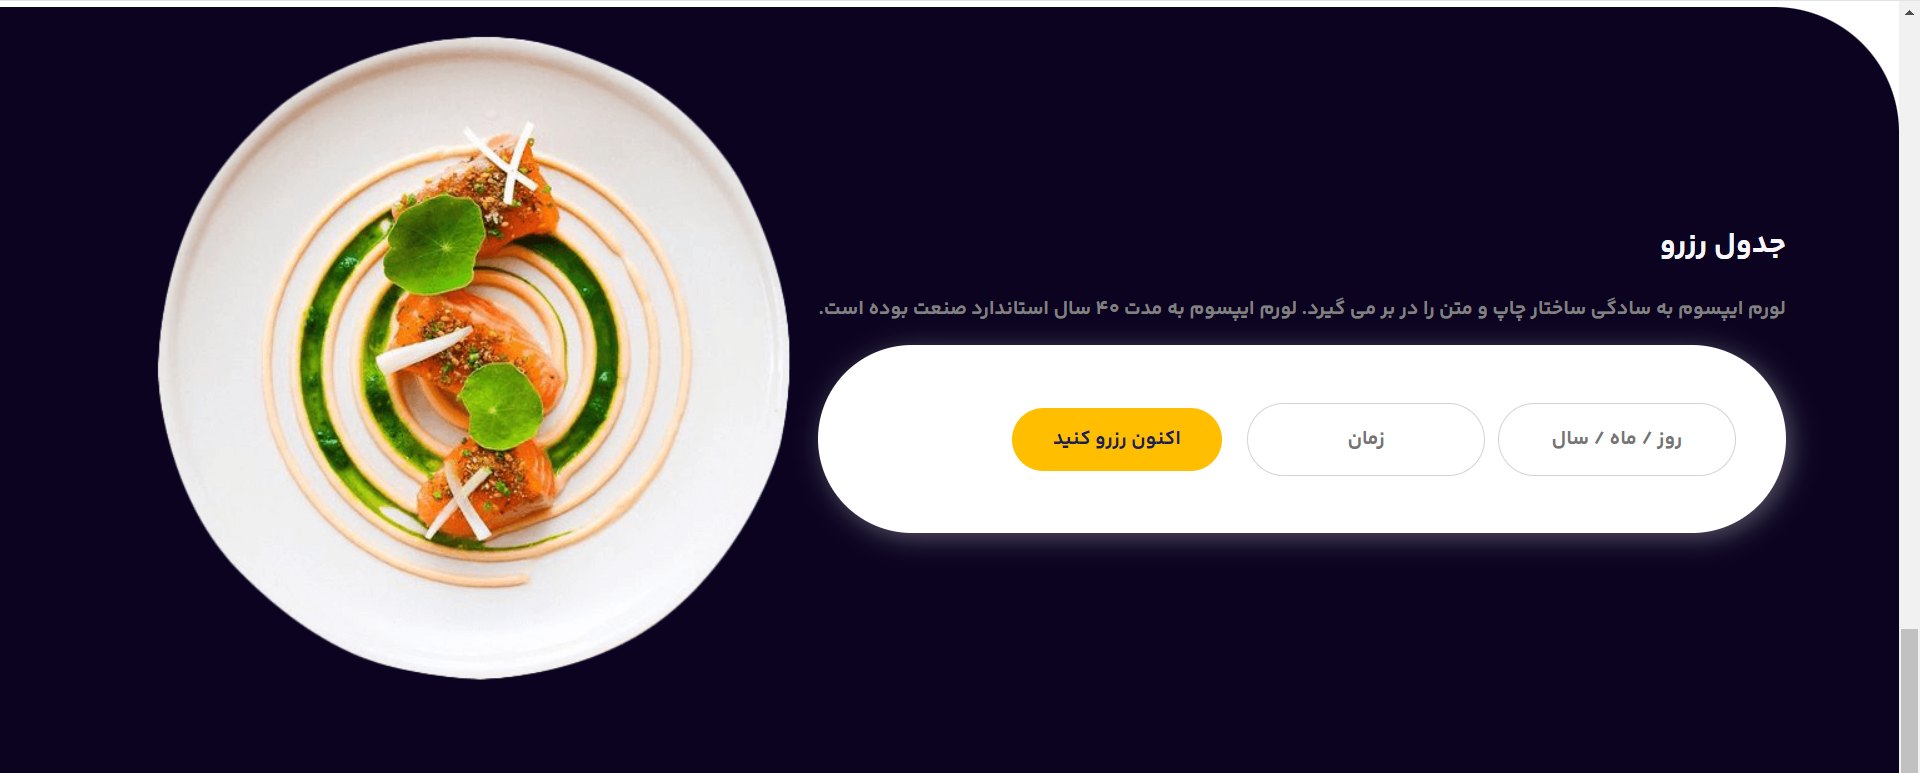 جدول رزرو
لورم ایپسوم به سادگی ساختار چاپ و متن را در بر می گیرد. لورم ایپسوم به مدت ۴۰ سال استاندارد صنعت بوده است.
روز / ماه / سال
زمان
اکنون رزرو کنید